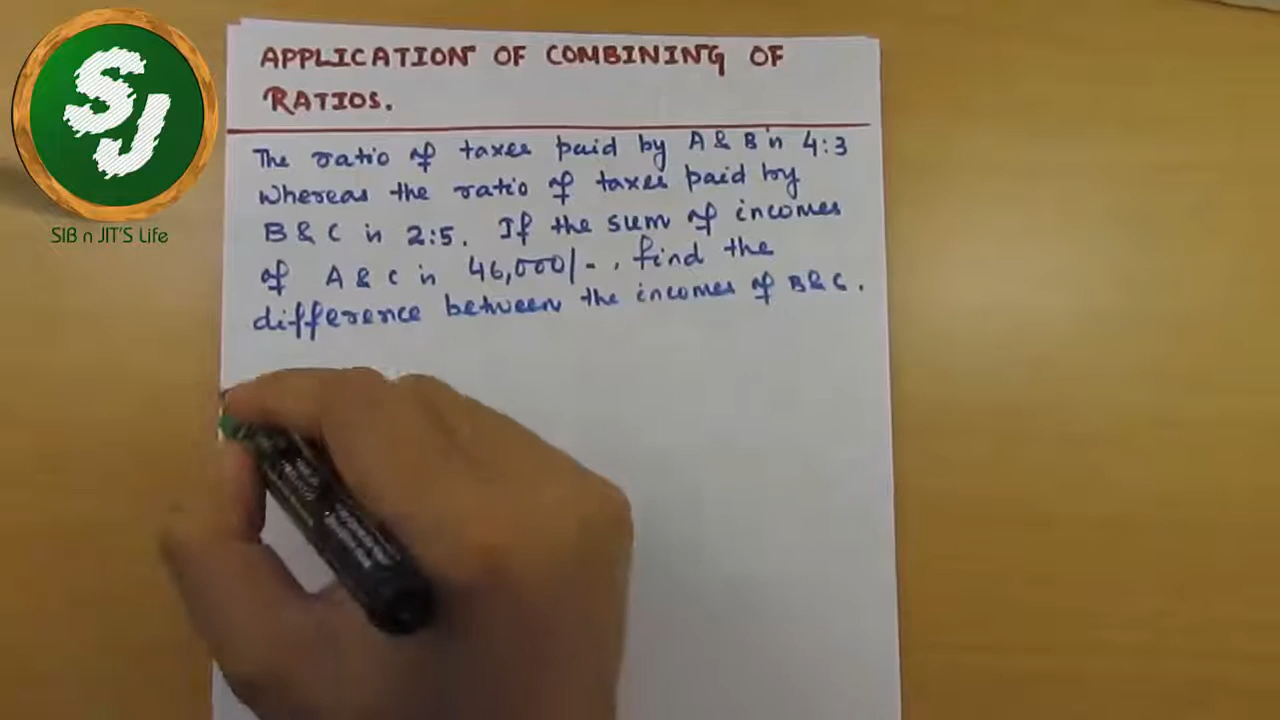 SJ
SIB n JIT'S Life
APPLICATION OF COMBINING OF
RATIOS.
The ratio of taxes paid by A & B is 4:3
Whereas the ratio of taxes paid by
B & C is 2:5. If the sum of incomes
of A & C is 46,000/-, find the
difference between the incomes of B & C.